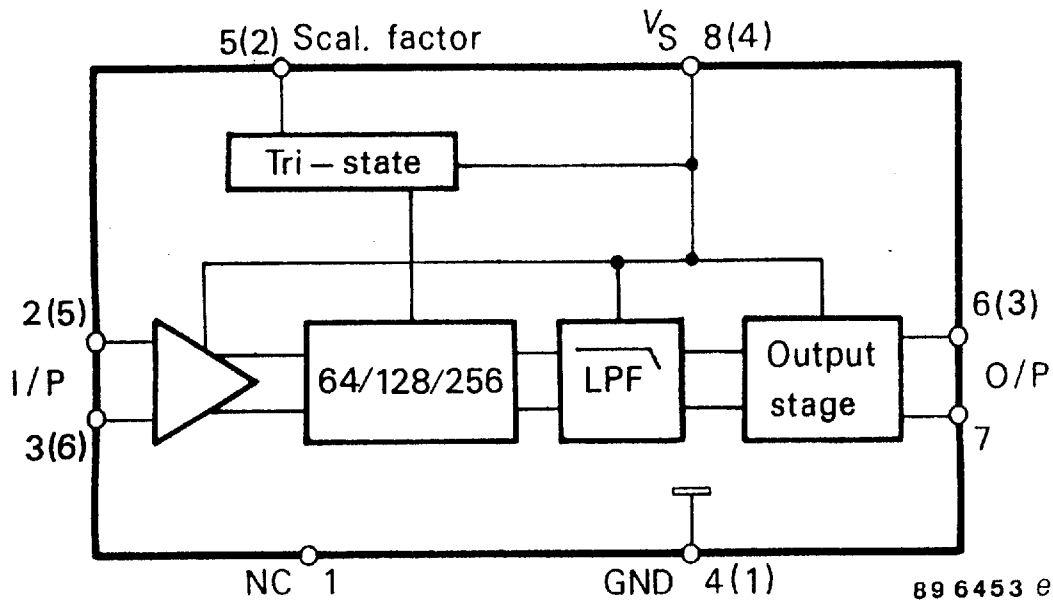 5(2) Scal. factor
VS 8(4)
Tri – state
2(5)
I/P
3(6)
64/128/256
LPF
Output
stage
6(3)
O/P
7
NC 1
GND 4(1)
89 6453 e